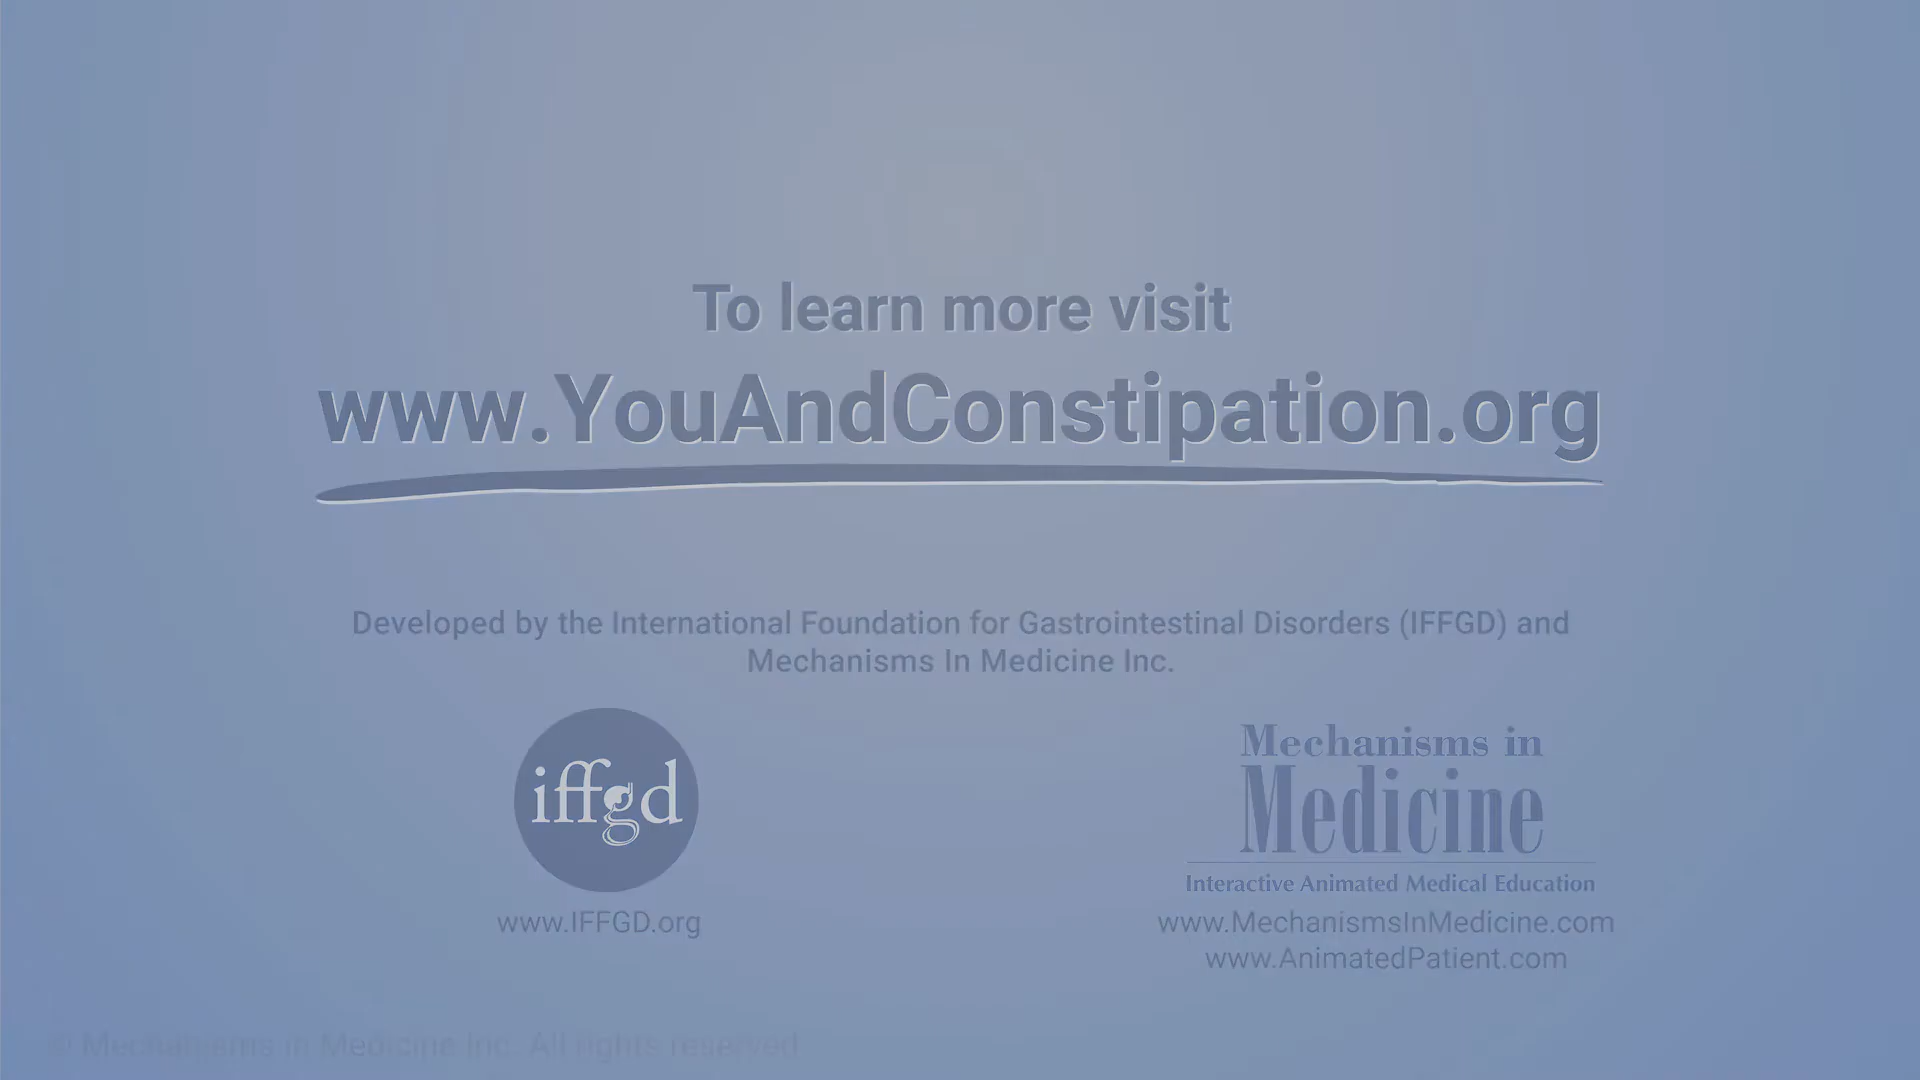 To learn more visit
www.YouAndConstipation.org
Developed by the International Foundation for Gastrointestinal Disorders (IFFGD) and
Mechanisms In Medicine Inc.
iffgd
www.IFFGD.org
Mechanisms in
Medicine
Interactive Animated Medical Education
www.MechanismsInMedicine.com
www.AnimatedPatient.com
© Mechanisms in Medicine Inc. All rights reserved